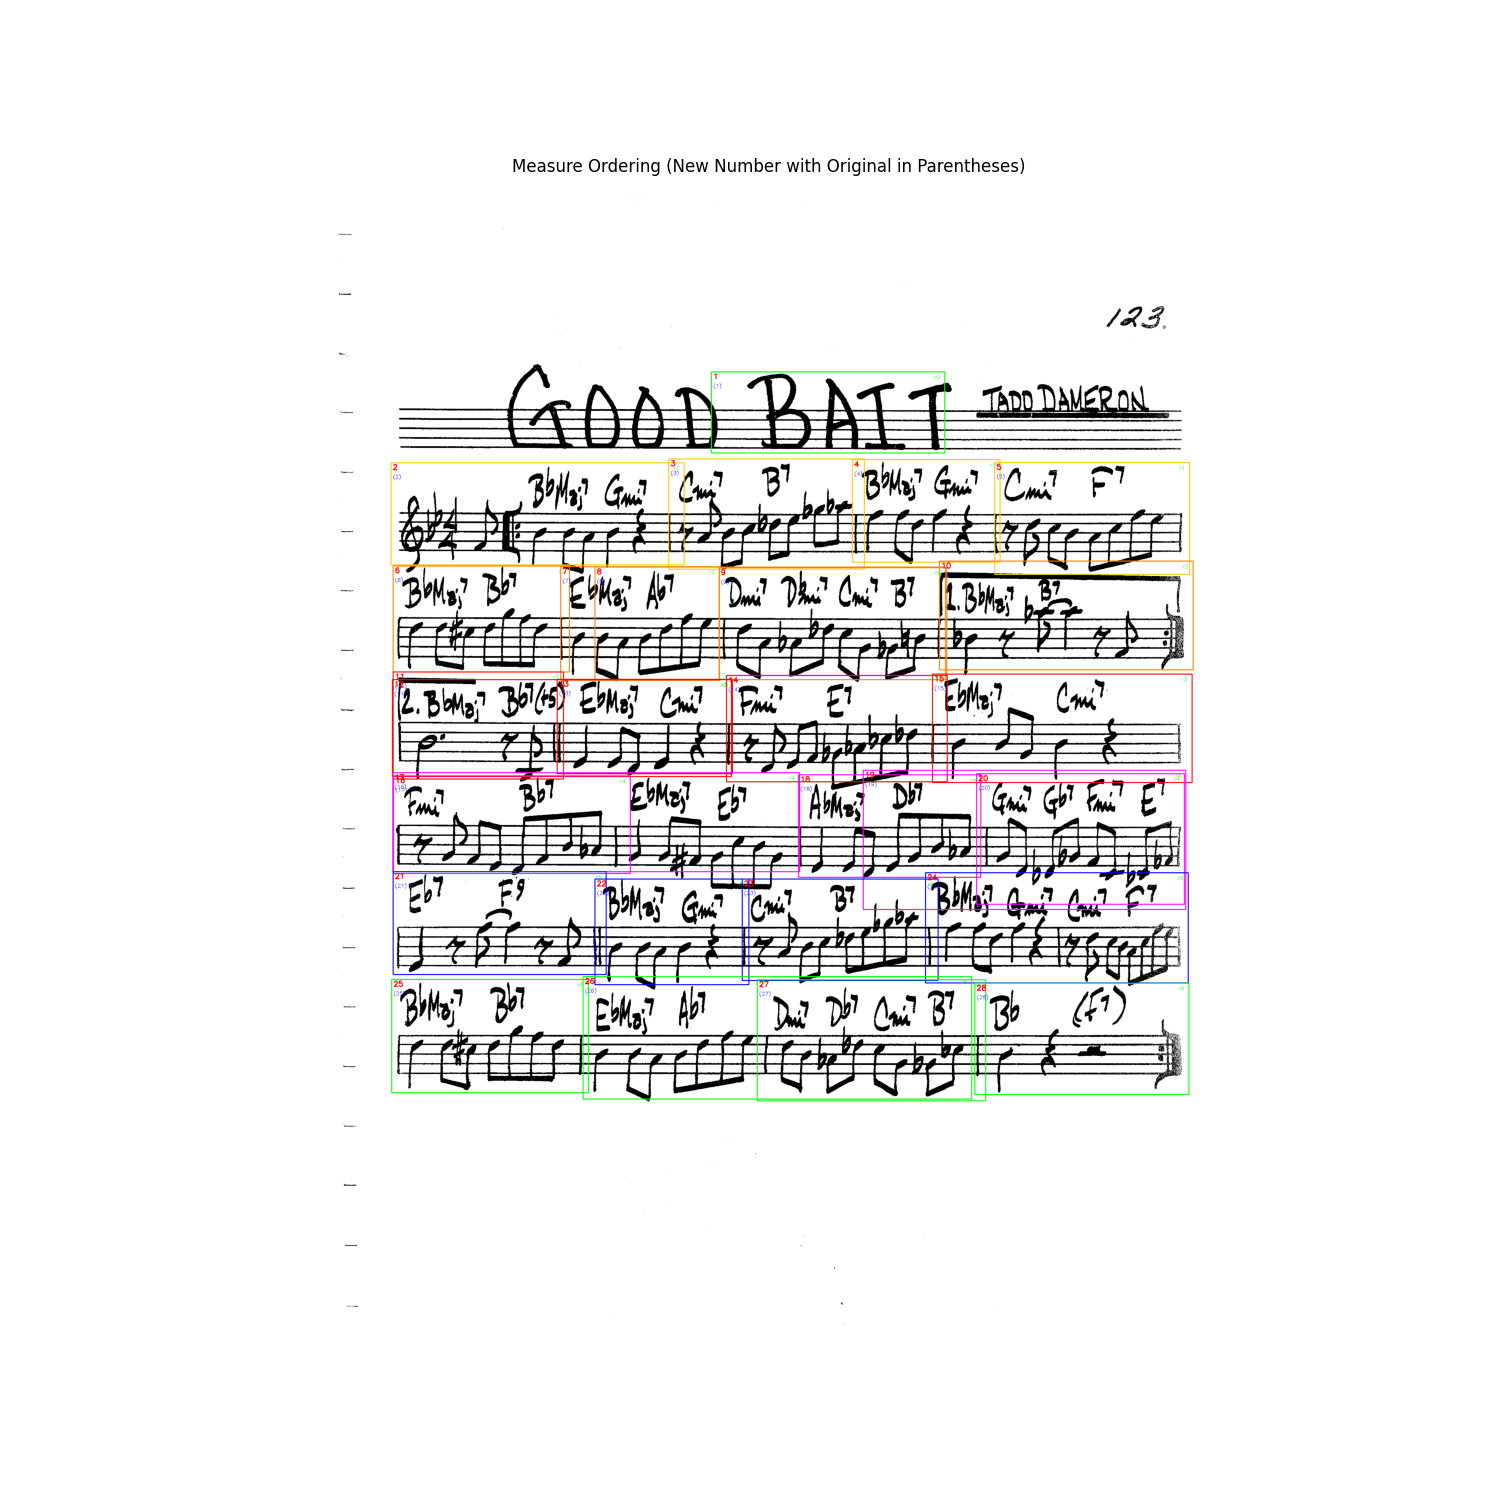 Measure Ordering (New Number with Original in Parentheses)
123.
GOOD BAIT TADD DAMERON
1
(1)
2 3 4 5
(2) (3) (4) (5)
BbMaj7 Gmi7 Cmi7 B7 BbMaj7 Gmi7 Cmi7 F7
6 7 8 9 10
BbMaj7 Bb7 EbMaj7 Ab7 Dmi7 Dbmi7 Cmi7 B7 1. BbMaj7 B7
11 13 14 15
2. BbMaj7 Bb7(+5) EbMaj7 Cmi7 Fmi7 E7 EbMaj7 Cmi7
18 19 20
(18) (19) (20)
Fmi7 Bb7 EbMaj7 Eb7 AbMaj7 Db7 Gmi7 Gb7 Fmi7 E7
21 22 23 24
(21)
Eb7 F9 BbMaj7 Gmi7 Cmi7 B7 BbMaj7 Gmi7 Cmi7 F7
25 26 27 28
(26) (27) (28)
BbMaj7 Bb7 EbMaj7 Ab7 Dmi7 Db7 Cmi7 B7 Bb (F7)